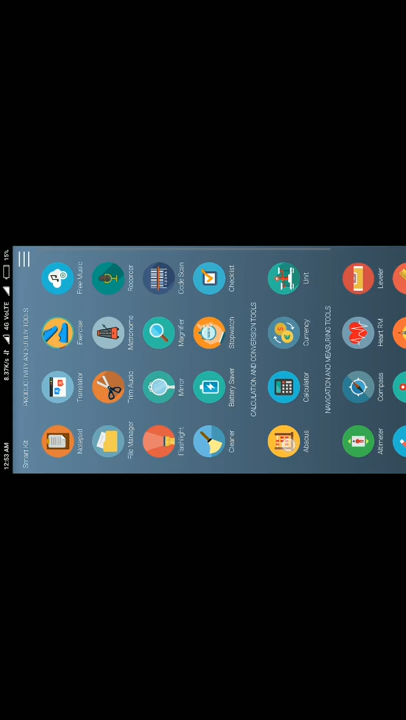 12:53 AM 8.37K/s 4G VoLTE 15%
Smart Kit
PRODUCTIVITY AND UTILITY TOOLS
Notepad Translator Exercise Free Music
File Manager Trim Audio Metronome Recorder
Flashlight Mirror Magnifier Code Scan
Cleaner Battery Saver Stopwatch Checklist
CALCULATION AND CONVERSION TOOLS
Abacus Calculator Currency Unit
NAVIGATION AND MEASURING TOOLS
Altimeter Compass Heart RM Leveler